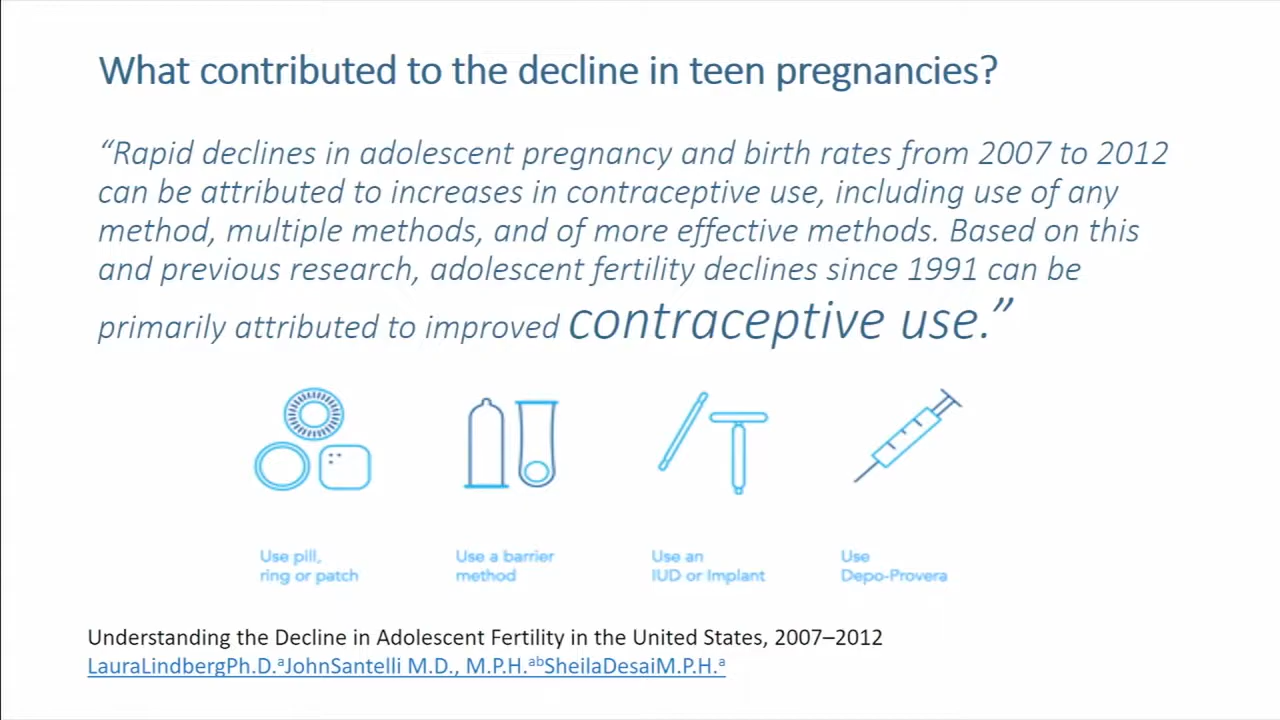 What contributed to the decline in teen pregnancies?
“Rapid declines in adolescent pregnancy and birth rates from 2007 to 2012
can be attributed to increases in contraceptive use, including use of any
method, multiple methods, and of more effective methods. Based on this
and previous research, adolescent fertility declines since 1991 can be
primarily attributed to improved contraceptive use.”
Use pill,
ring or patch
Use a barrier
method
Use an
IUD or Implant
Use
Depo-Provera
Understanding the Decline in Adolescent Fertility in the United States, 2007–2012
LauraLindbergPh.D.ªJohnSantelli M.D., M.P.H.ᵃᵇSheilaDesaiM.P.H.ª